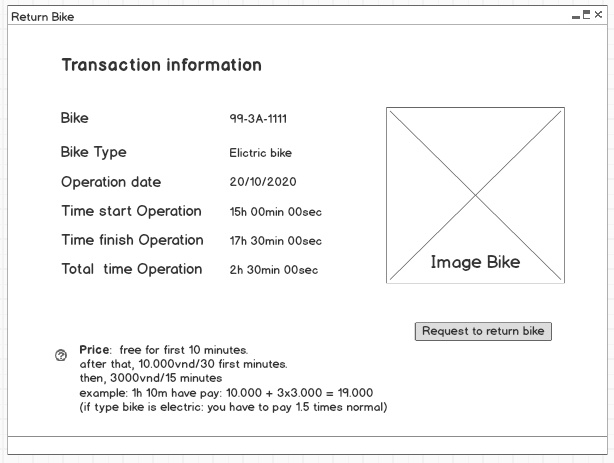 Return Bike
Transaction information
Bike 99-3A-1111
Bike Type Elictric bike
Operation date 20/10/2020
Time start Operation 15h 00min 00sec
Time finish Operation 17h 30min 00sec
Total time Operation 2h 30min 00sec
Image Bike
Request to return bike
Price: free for first 10 minutes.
after that, 10.000vnd/30 first minutes.
then, 3000vnd/15 minutes
example: 1h 10m have pay: 10.000 + 3x3.000 = 19.000
(if type bike is electric: you have to pay 1.5 times normal)